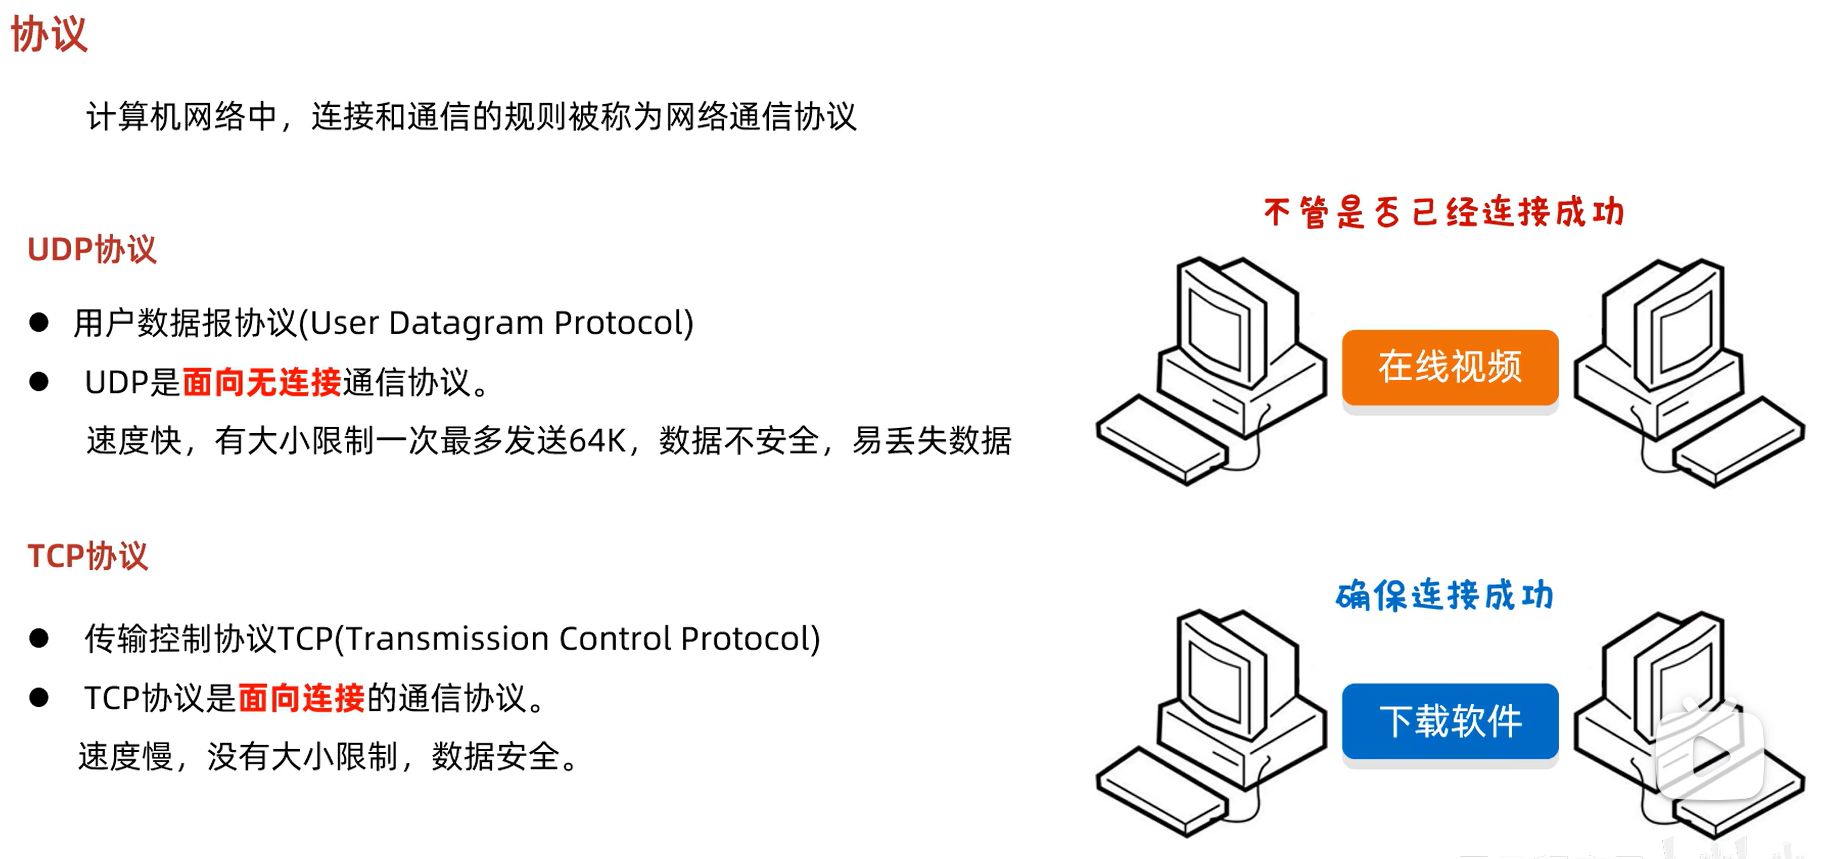 协议
计算机网络中，连接和通信的规则被称为网络通信协议
不管是否已经连接成功
UDP协议
用户数据报协议(User Datagram Protocol)
UDP是面向无连接通信协议。
速度快，有大小限制一次最多发送64K，数据不安全，易丢失数据
在线视频
TCP协议
传输控制协议TCP(Transmission Control Protocol)
TCP协议是面向连接的通信协议。
速度慢，没有大小限制，数据安全。
确保连接成功
下载软件